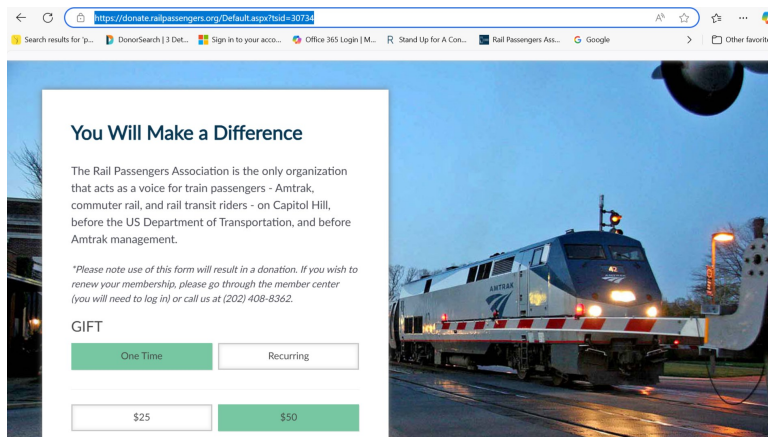 https://donate.railpassengers.org/Default.aspx?tsid=30734
Search results for 'p...
DonorSearch | 3 Det...
Sign in to your acco...
Office 365 Login | M...
R Stand Up for A Con...
Rail Passengers Ass...
Google
Other favorite
You Will Make a Difference
The Rail Passengers Association is the only organization
that acts as a voice for train passengers - Amtrak,
commuter rail, and rail transit riders - on Capitol Hill,
before the US Department of Transportation, and before
Amtrak management.
*Please note use of this form will result in a donation. If you wish to
renew your membership, please go through the member center
(you will need to log in) or call us at (202) 408-8362.
GIFT
One Time
Recurring
$25
$50
42
AMTRAK